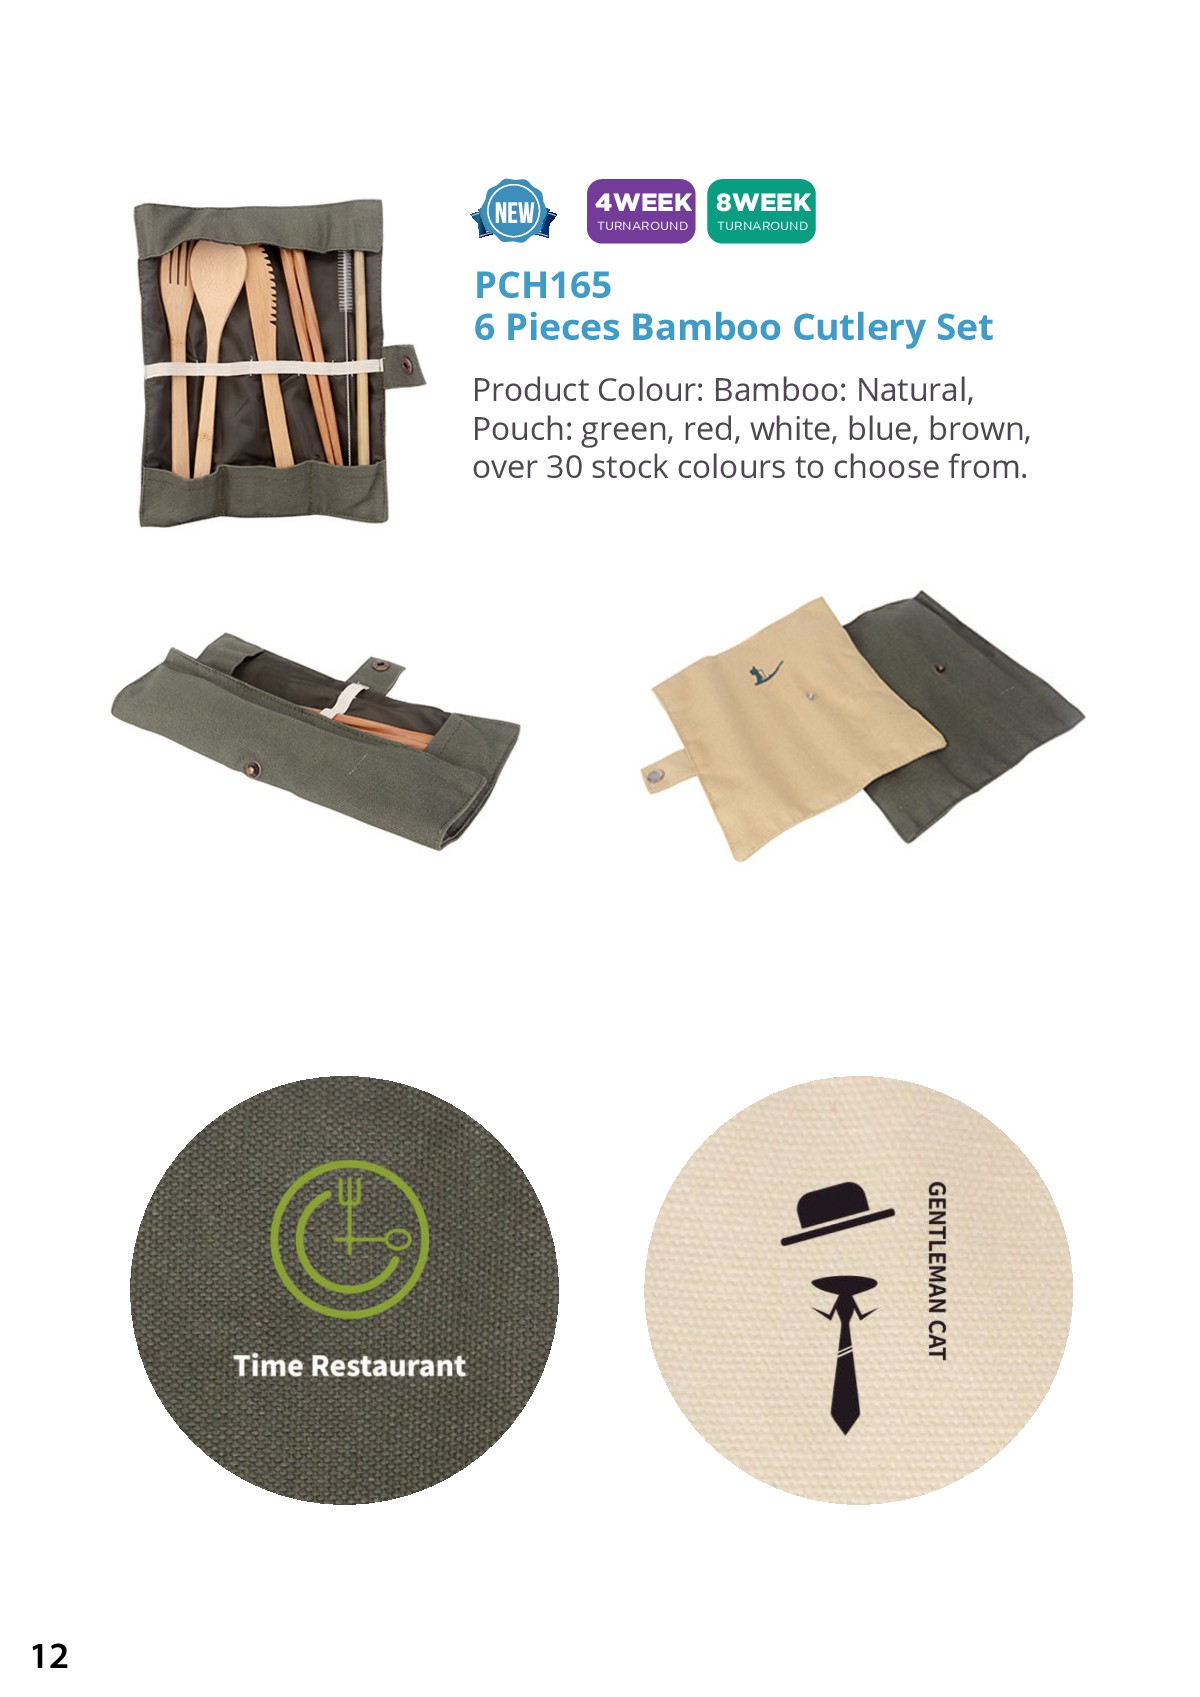 NEW
4WEEK
TURNAROUND
8WEEK
TURNAROUND
PCH165
6 Pieces Bamboo Cutlery Set
Product Colour: Bamboo: Natural,
Pouch: green, red, white, blue, brown,
over 30 stock colours to choose from.
Time Restaurant
GENTLEMAN CAT
12